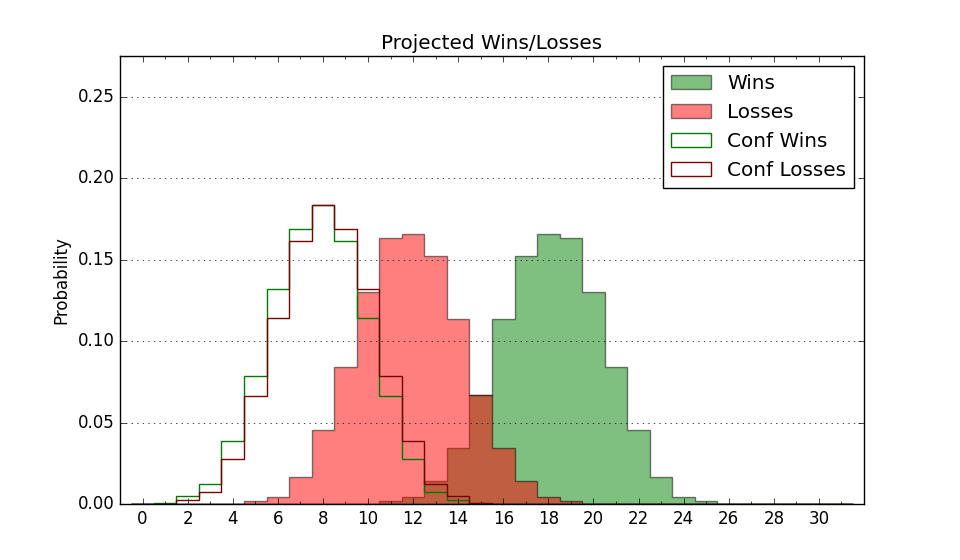 Projected Wins/Losses
Wins
Losses
Conf Wins
Conf Losses
Probability
0.25
0.20
0.15
0.10
0.05
0.00
0 2 4 6 8 10 12 14 16 18 20 22 24 26 28 30